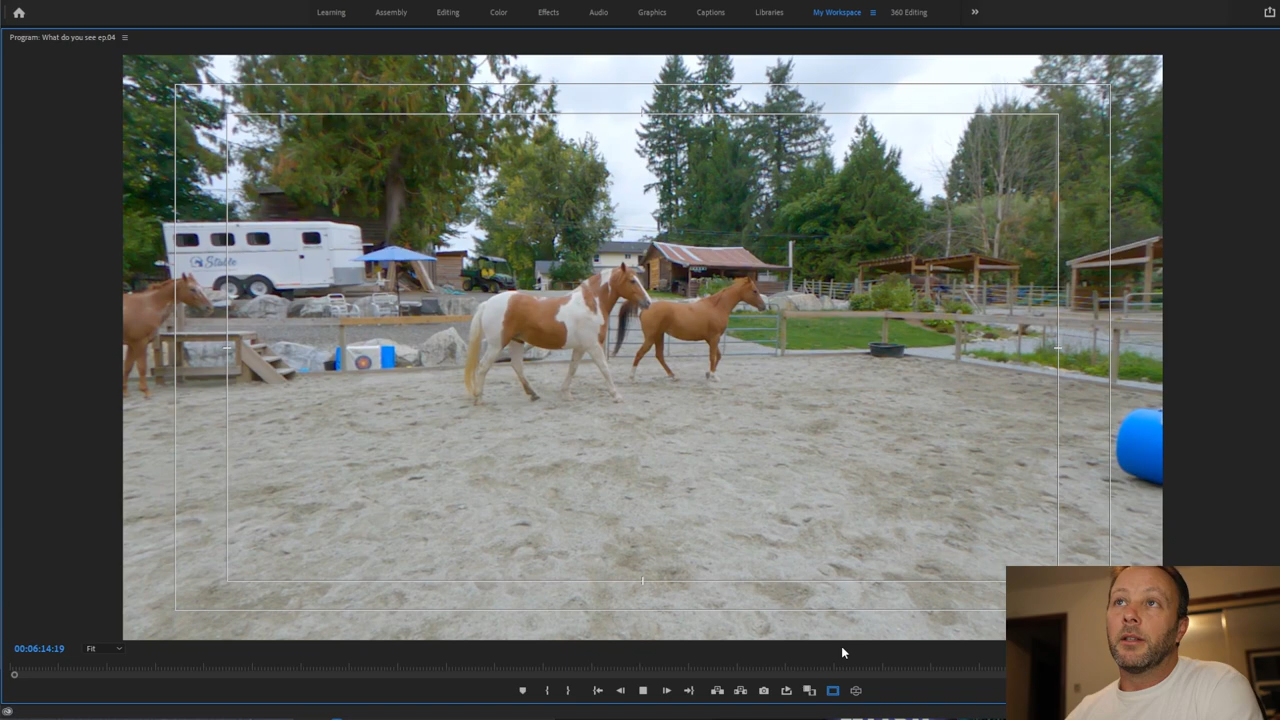 Learning Assembly Editing Color Effects Audio Graphics Captions Libraries My Workspace 360 Editing
Program: What do you see ep.04
Stable
00:06:14:19 Fit